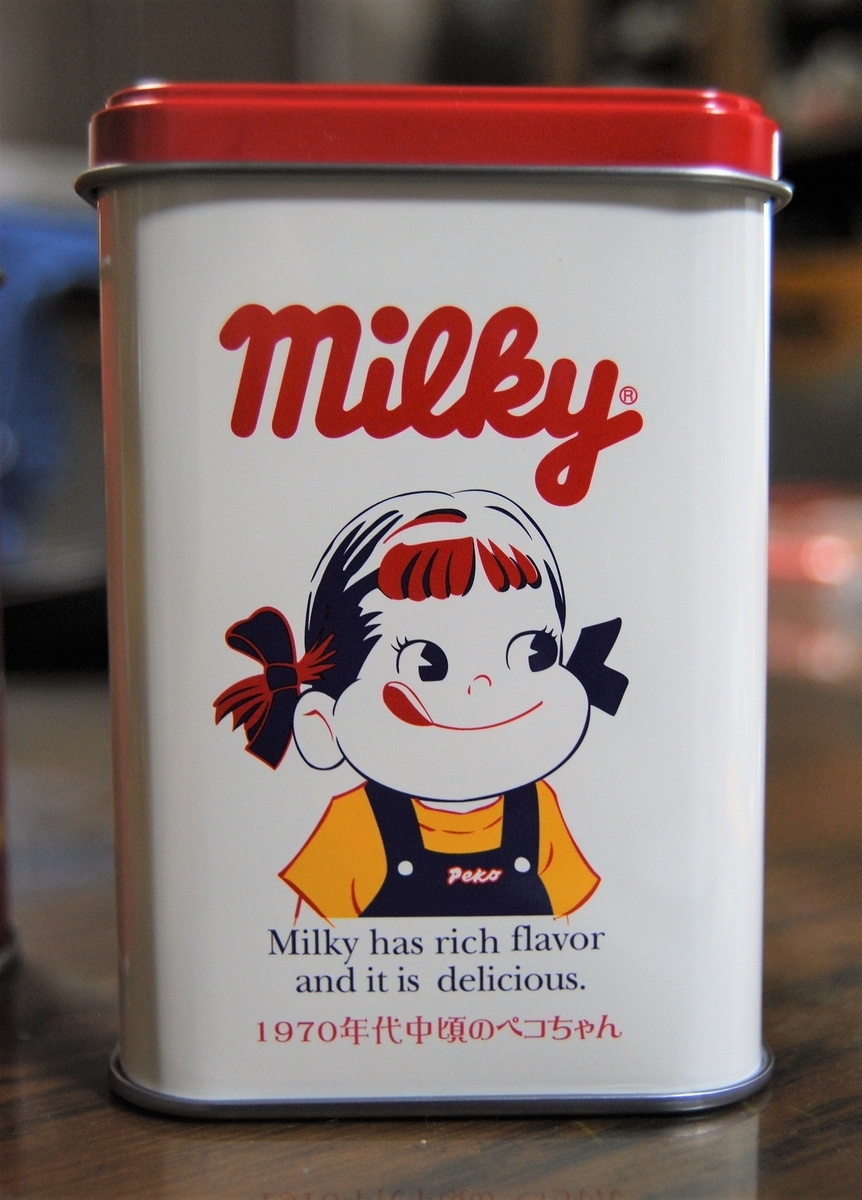 Milky®
Peko
Milky has rich flavor
and it is delicious.
1970年代中頃のペコちゃん